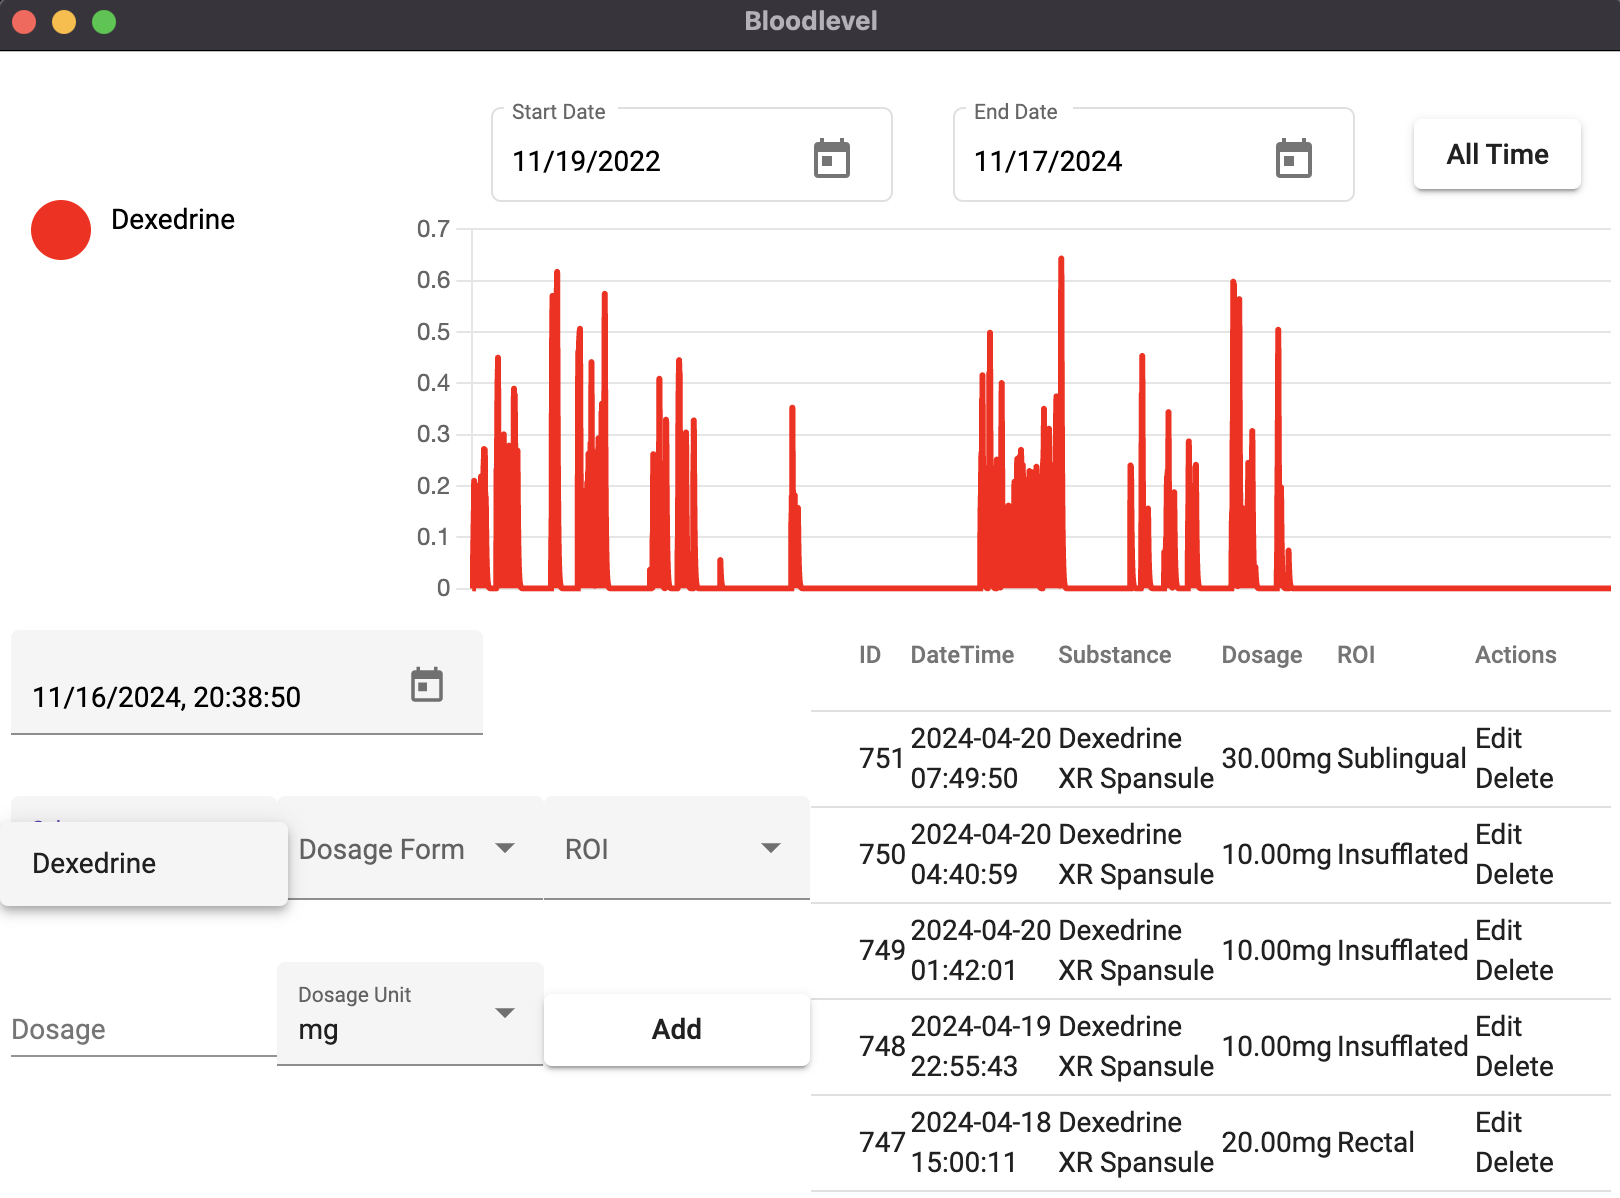 Bloodlevel
Start Date
11/19/2022
End Date
11/17/2024
All Time
Dexedrine
0.7
0.6
0.5
0.4
0.3
0.2
0.1
0
11/16/2024, 20:38:50
Dexedrine
Dosage Form
ROI
Dosage
Dosage Unit
mg
Add
ID DateTime Substance Dosage ROI Actions
751 2024-04-20 07:49:50 Dexedrine XR Spansule 30.00mg Sublingual Edit Delete
750 2024-04-20 04:40:59 Dexedrine XR Spansule 10.00mg Insufflated Edit Delete
749 2024-04-20 01:42:01 Dexedrine XR Spansule 10.00mg Insufflated Edit Delete
748 2024-04-19 22:55:43 Dexedrine XR Spansule 10.00mg Insufflated Edit Delete
747 2024-04-18 15:00:11 Dexedrine XR Spansule 20.00mg Rectal Edit Delete